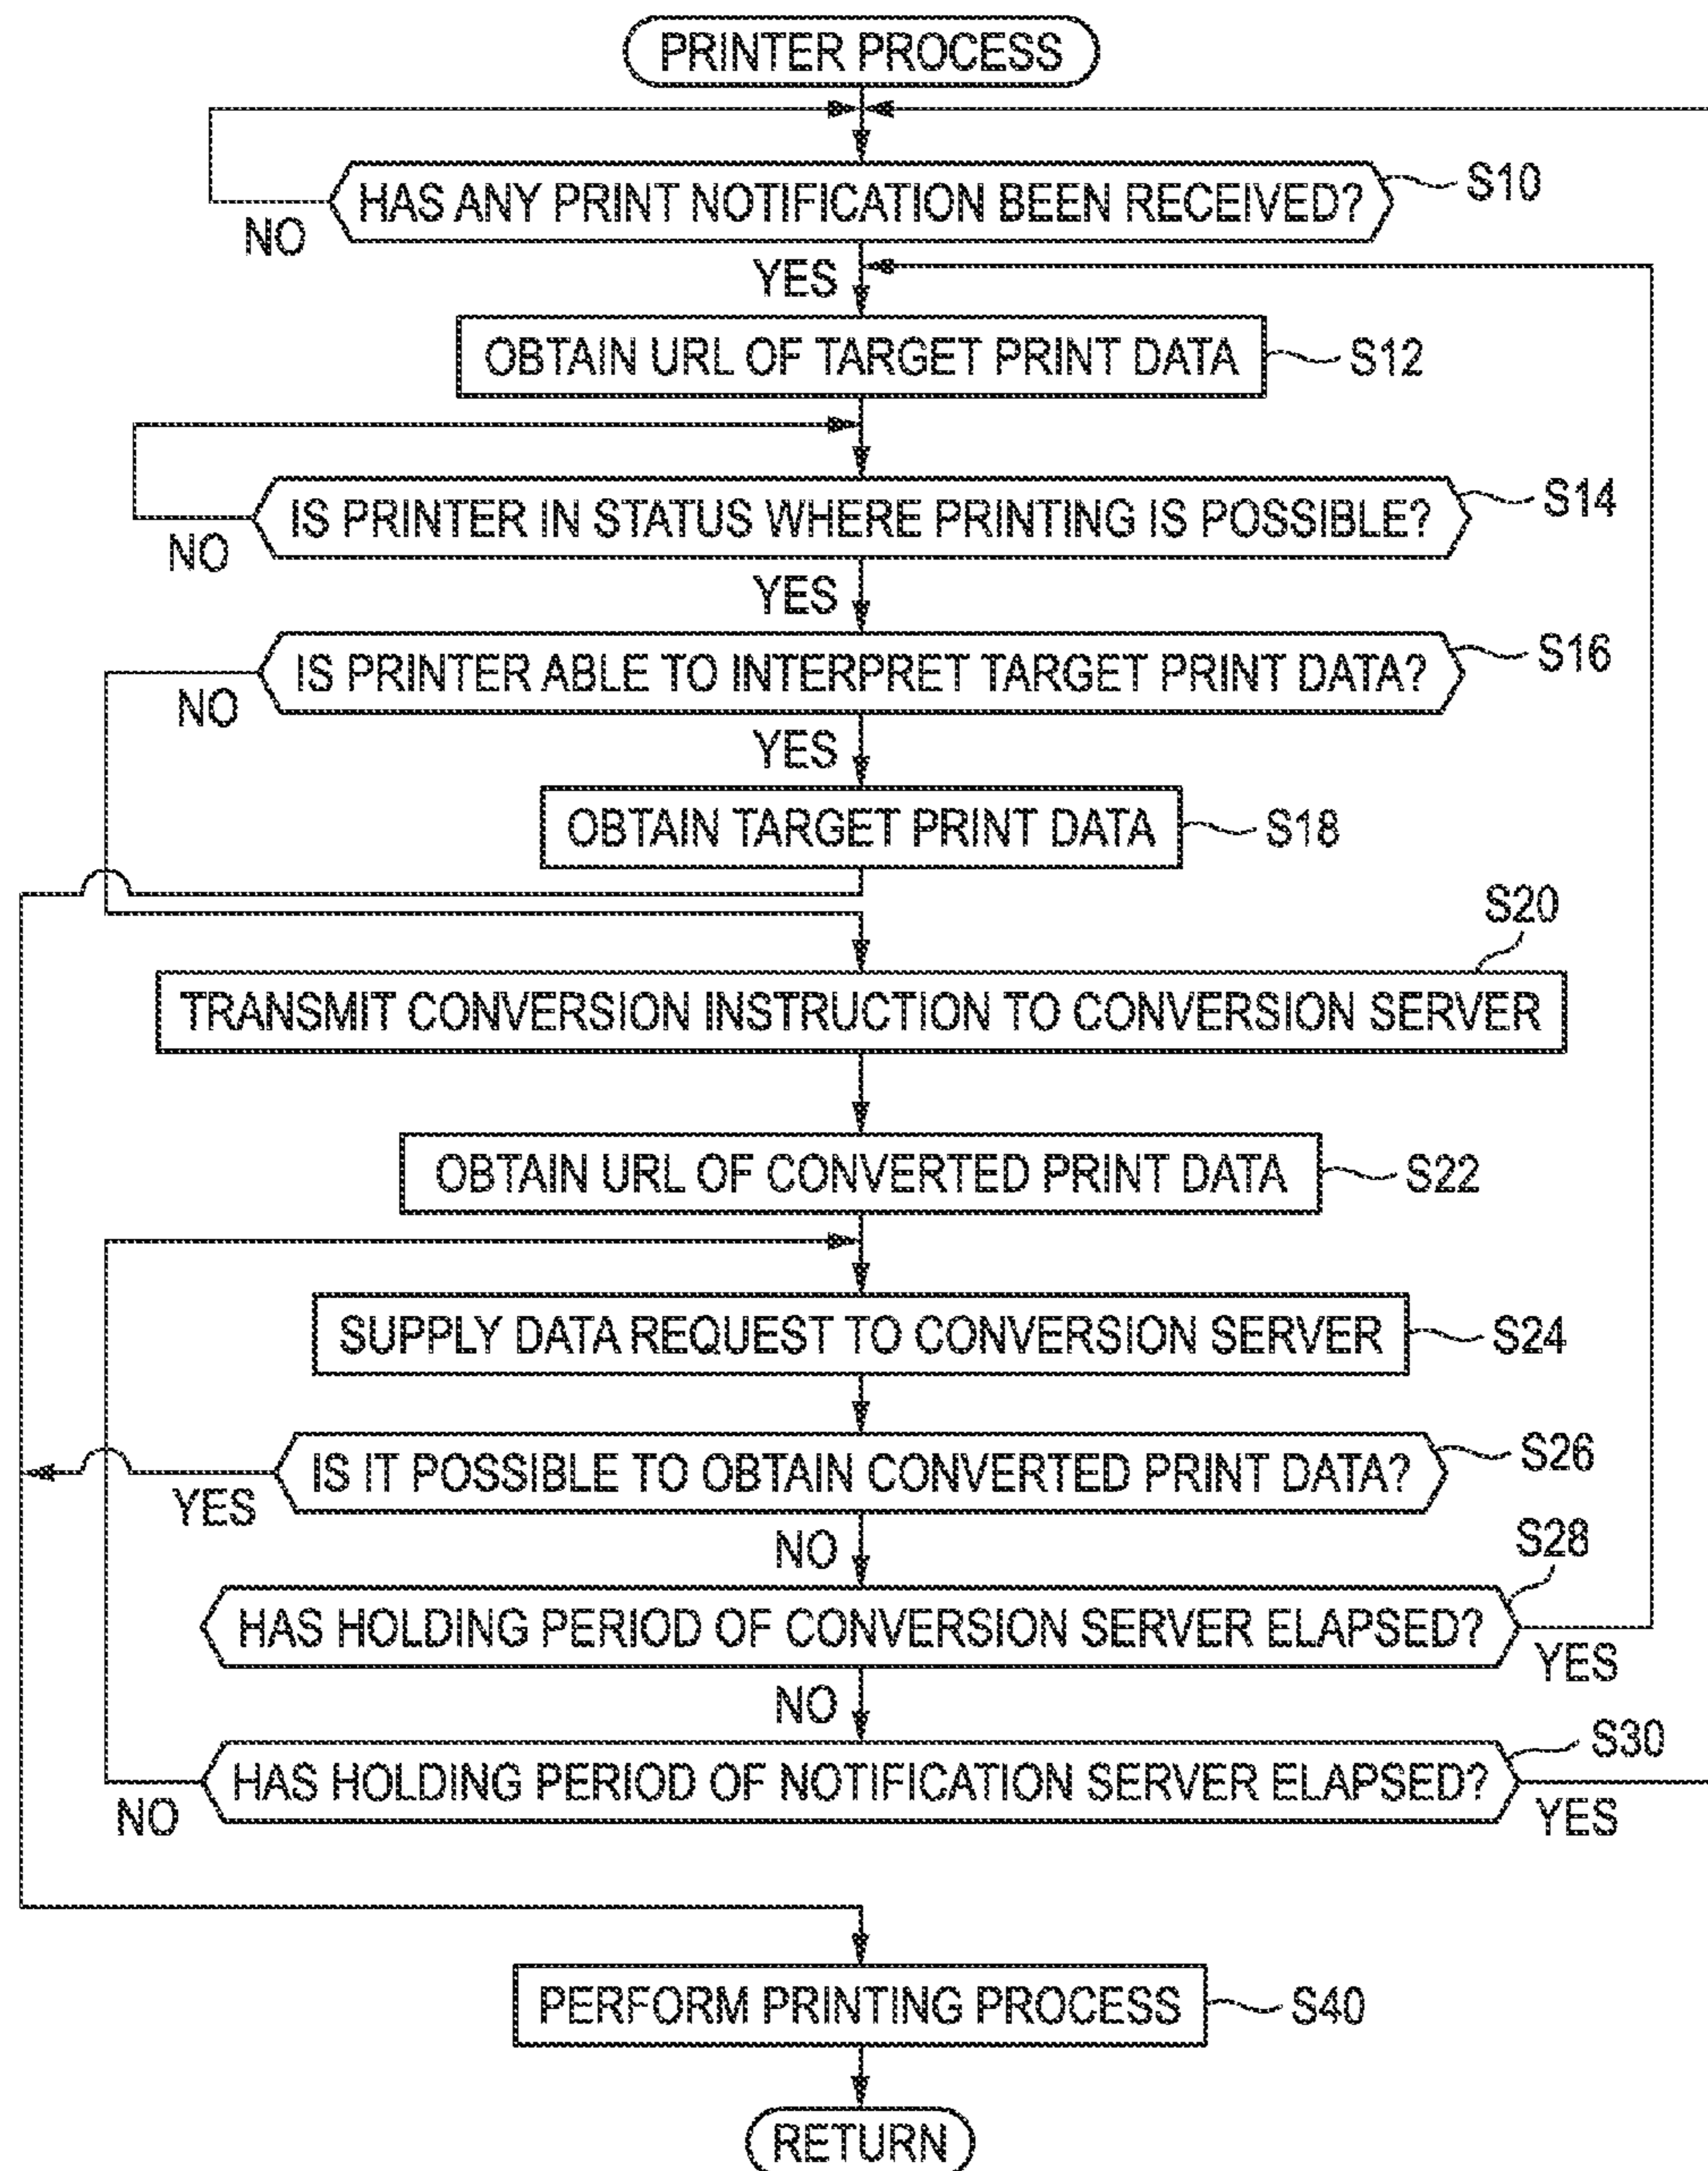 PRINTER PROCESS
HAS ANY PRINT NOTIFICATION BEEN RECEIVED?
S10
NO
YES
OBTAIN URL OF TARGET PRINT DATA
S12
IS PRINTER IN STATUS WHERE PRINTING IS POSSIBLE?
S14
NO
YES
IS PRINTER ABLE TO INTERPRET TARGET PRINT DATA?
S16
NO
YES
OBTAIN TARGET PRINT DATA
S18
S20
TRANSMIT CONVERSION INSTRUCTION TO CONVERSION SERVER
OBTAIN URL OF CONVERTED PRINT DATA
S22
SUPPLY DATA REQUEST TO CONVERSION SERVER
S24
IS IT POSSIBLE TO OBTAIN CONVERTED PRINT DATA?
S26
YES
NO
S28
HAS HOLDING PERIOD OF CONVERSION SERVER ELAPSED?
YES
NO
S30
HAS HOLDING PERIOD OF NOTIFICATION SERVER ELAPSED?
NO
YES
PERFORM PRINTING PROCESS
S40
RETURN